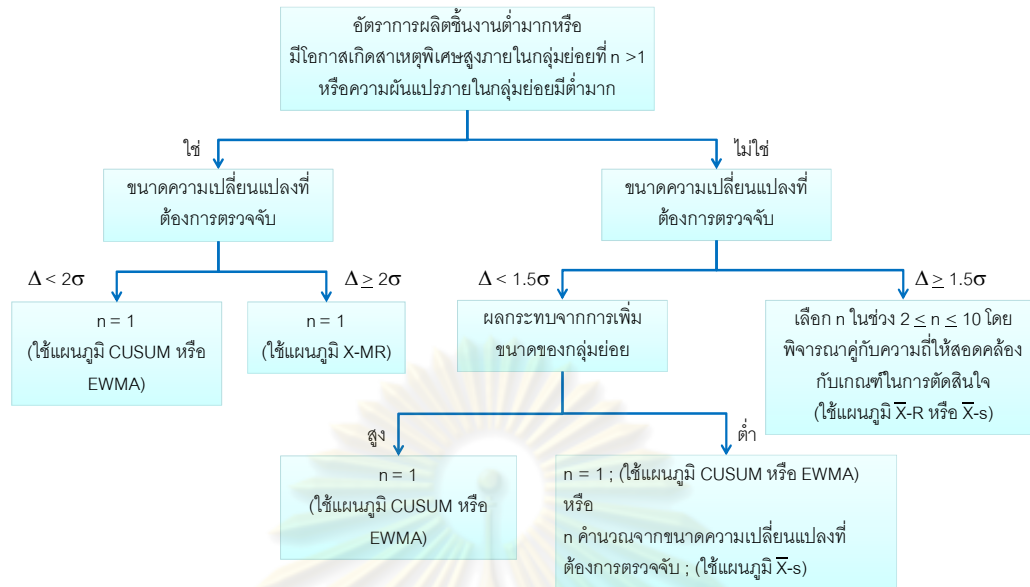 อัตราการผลิตชิ้นงานต่ำมากหรือ
มีโอกาสเกิดสาเหตุพิเศษสูงภายในกลุ่มย่อยที่ n >1
หรือความผันแปรภายในกลุ่มย่อยมีต่ำมาก
ใช่
ไม่ใช่
ขนาดความเปลี่ยนแปลงที่
ต้องการตรวจจับ
ขนาดความเปลี่ยนแปลงที่
ต้องการตรวจจับ
Δ < 2σ
Δ ≥ 2σ
Δ < 1.5σ
Δ ≥ 1.5σ
n = 1
(ใช้แผนภูมิ CUSUM หรือ
EWMA)
n = 1
(ใช้แผนภูมิ X-MR)
ผลกระทบจากการเพิ่ม
ขนาดของกลุ่มย่อย
เลือก n ในช่วง 2 ≤ n ≤ 10 โดย
พิจารณาคู่กับความถี่ให้สอดคล้อง
กับเกณฑ์ในการตัดสินใจ
(ใช้แผนภูมิ X̅-R หรือ X̅-s)
สูง
ต่ำ
n = 1
(ใช้แผนภูมิ CUSUM หรือ
EWMA)
n = 1 ; (ใช้แผนภูมิ CUSUM หรือ EWMA)
หรือ
n คำนวณจากขนาดความเปลี่ยนแปลงที่
ต้องการตรวจจับ ; (ใช้แผนภูมิ X̅-s)